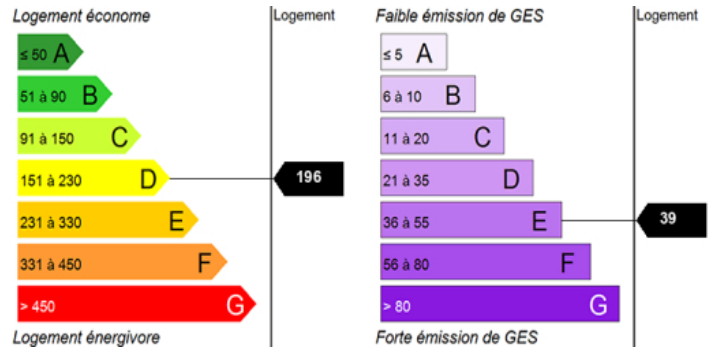 Logement économe
Logement
≤ 50 A
51 à 90 B
91 à 150 C
151 à 230 D
196
231 à 330 E
331 à 450 F
> 450 G
Logement énergivore
Faible émission de GES
Logement
≤ 5 A
6 à 10 B
11 à 20 C
21 à 35 D
36 à 55 E
39
56 à 80 F
> 80 G
Forte émission de GES